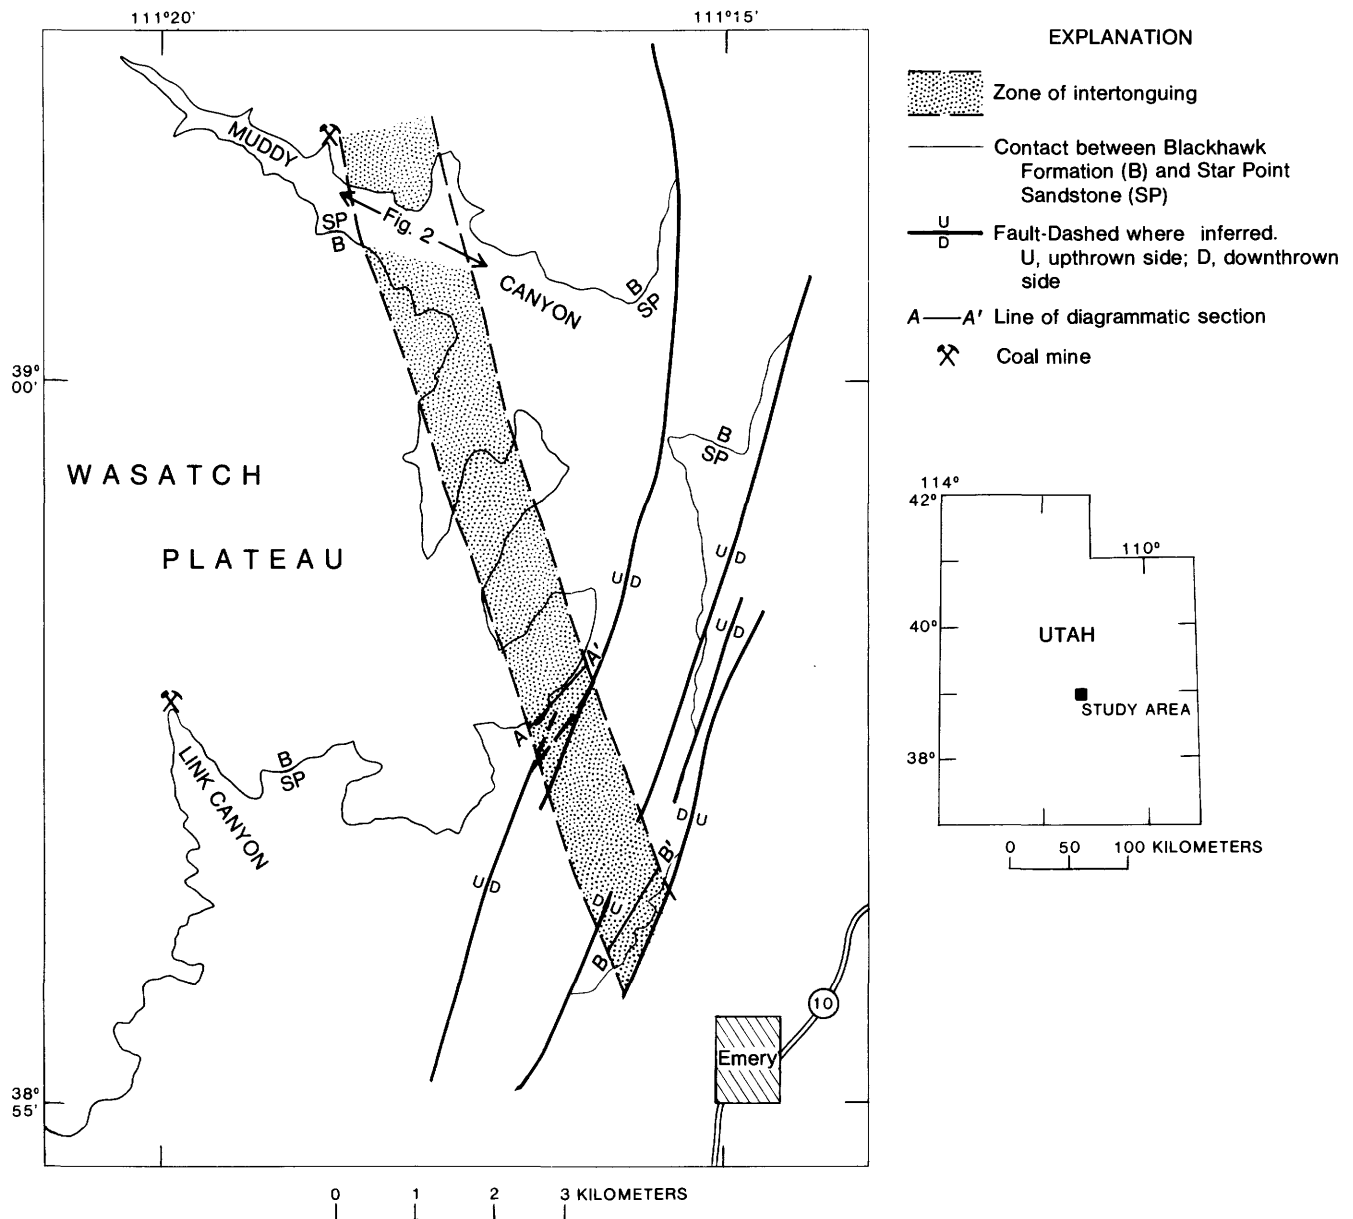 111°20'
111°15'
EXPLANATION
Zone of intertonguing
Contact between Blackhawk
Formation (B) and Star Point
Sandstone (SP)
U
D
Fault-Dashed where inferred.
U, upthrown side; D, downthrown
side
A—A' Line of diagrammatic section
Coal mine
MUDDY
SP
B
Fig. 2
CANYON
B
SP
39°
00'
B
SP
WASATCH
PLATEAU
U D
U D
U D
A'
A
LINK CANYON
B
SP
D U
B'
U D
D U
B
10
Emery
38°
55'
0 1 2 3 KILOMETERS
114°
42°
110°
40°
UTAH
STUDY AREA
38°
0 50 100 KILOMETERS